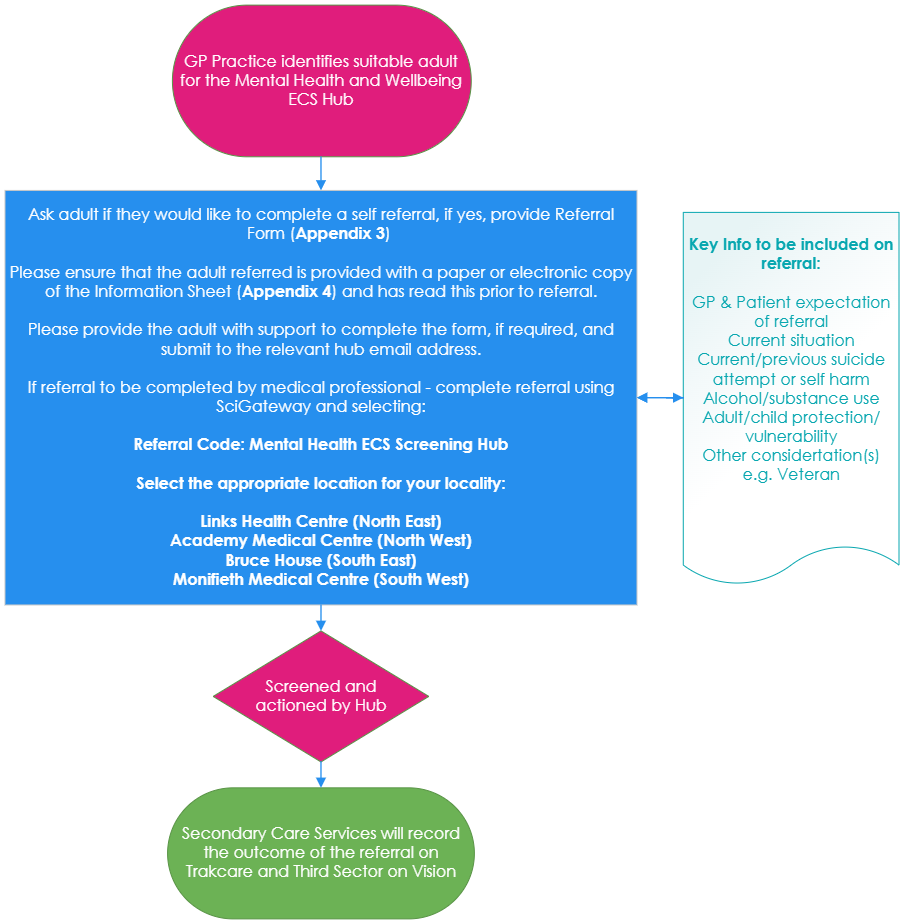 GP Practice identifies suitable adult
for the Mental Health and Wellbeing
ECS Hub
Ask adult if they would like to complete a self referral, if yes, provide Referral
Form (Appendix 3)
Please ensure that the adult referred is provided with a paper or electronic copy
of the Information Sheet (Appendix 4) and has read this prior to referral.
Please provide the adult with support to complete the form, if required, and
submit to the relevant hub email address.
If referral to be completed by medical professional - complete referral using
SciGateway and selecting:
Referral Code: Mental Health ECS Screening Hub
Select the appropriate location for your locality:
Links Health Centre (North East)
Academy Medical Centre (North West)
Bruce House (South East)
Monifieth Medical Centre (South West)
Key Info to be included on
referral:
GP & Patient expectation
of referral
Current situation
Current/previous suicide
attempt or self harm
Alcohol/substance use
Adult/child protection/
vulnerability
Other considertation(s)
e.g. Veteran
Screened and
actioned by Hub
Secondary Care Services will record
the outcome of the referral on
Trakcare and Third Sector on Vision